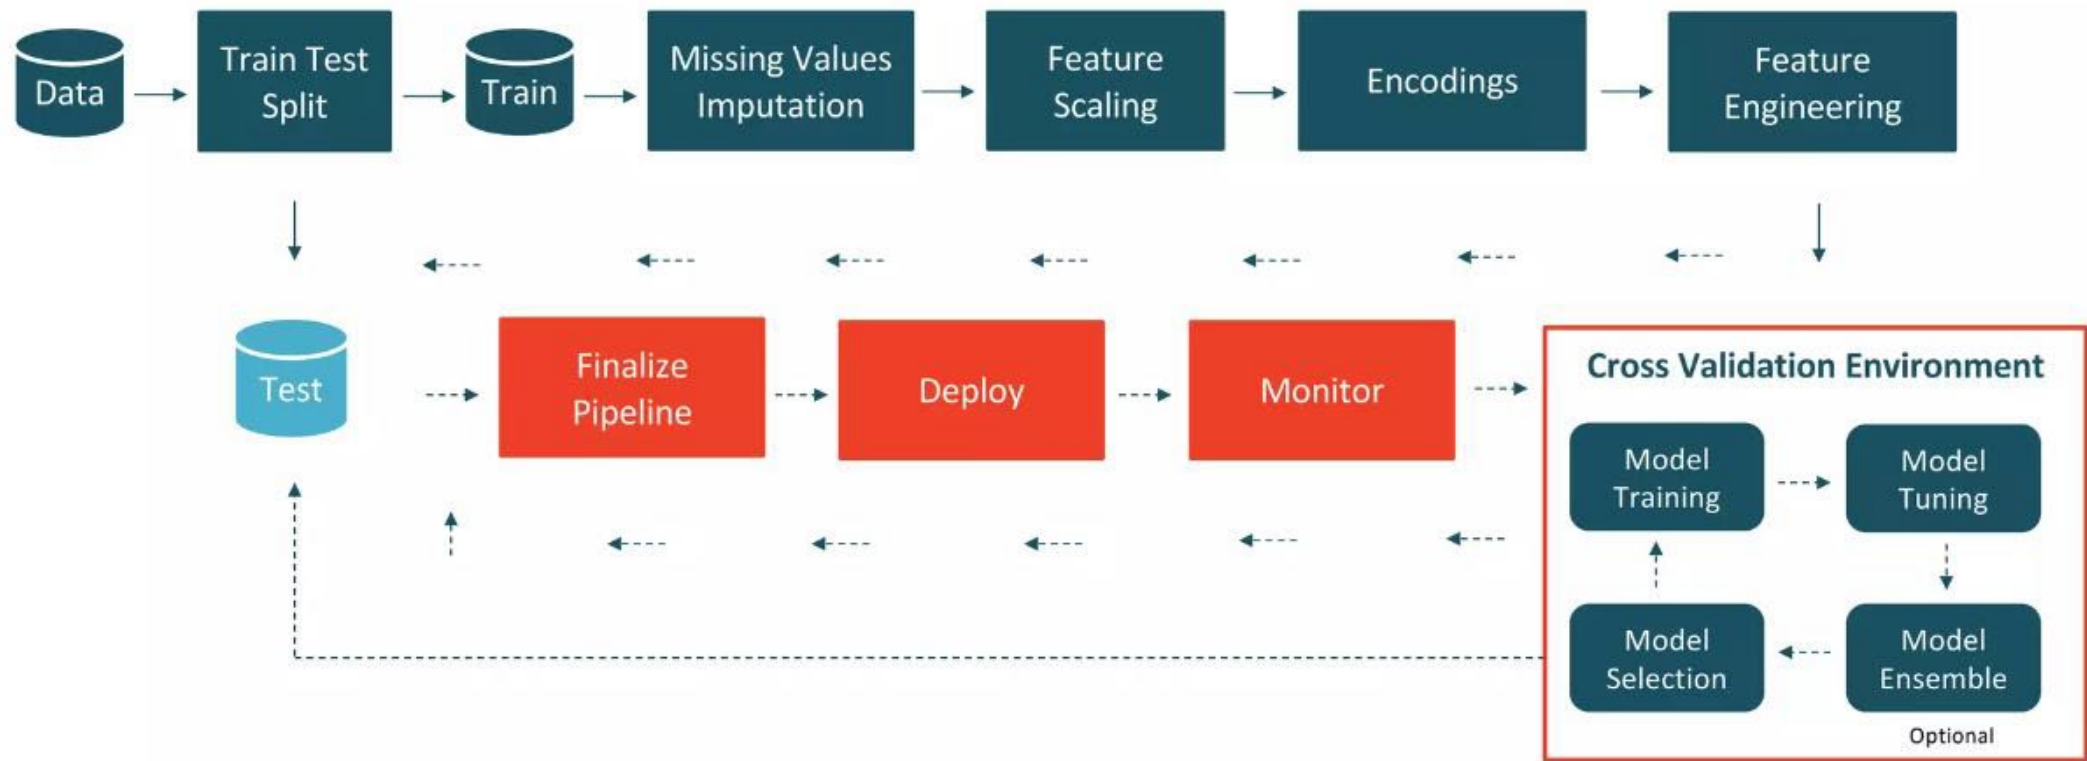 Data
Train Test
Split
Train
Missing Values
Imputation
Feature
Scaling
Encodings
Feature
Engineering
Test
Finalize
Pipeline
Deploy
Monitor
Cross Validation Environment
Model
Training
Model
Tuning
Model
Selection
Model
Ensemble
Optional